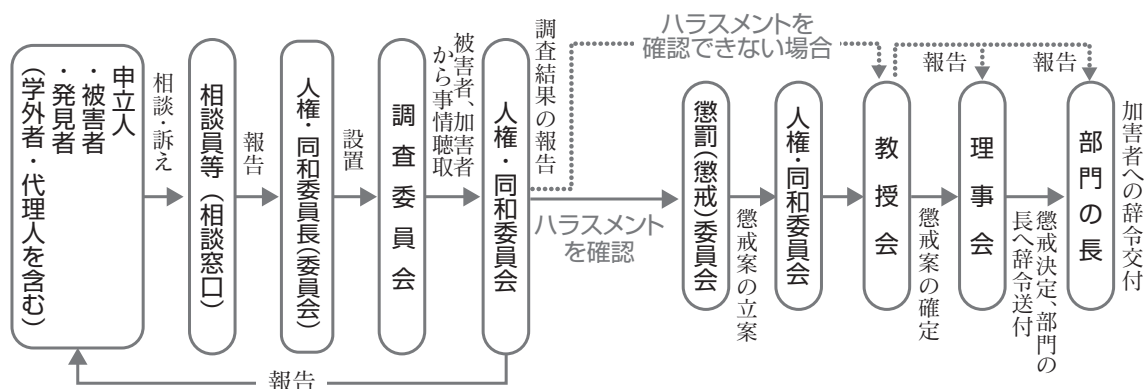 申立人
・被害者
・発見者
(学外者・代理人を含む)
相談・訴え
相談員等(相談窓口)
報告
人権・同和委員長(委員会)
設置
調査委員会
被害者、加害者
から事情聴取
人権・同和委員会
調査結果の報告
ハラスメントを
確認できない場合
ハラスメント
を確認
懲罰(懲戒)委員会
懲戒案の立案
人権・同和委員会
教授会
報告
懲戒案の確定
理事会
報告
懲戒決定、部門の
長へ辞令送付
部門の長
加害者への辞令交付
報告